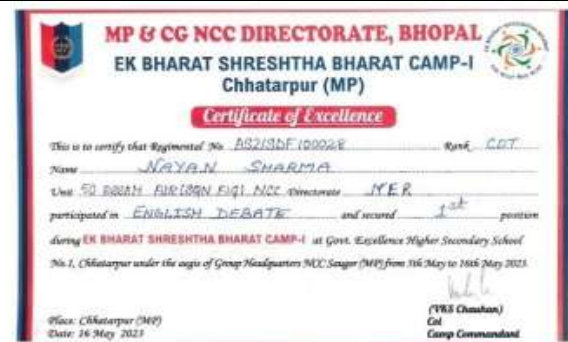 MP & CG NCC DIRECTORATE, BHOPAL
EK BHARAT SHRESHTHA BHARAT CAMP-I
Chhatarpur (MP)
Certificate of Excellence
This is to certify that Regimental No AS21SDF100028 Rank CDT
Name NAYAN SHARMA
Unit 50 NCC Directorate NER
participated in ENGLISH DEBATE and secured 1st position
during EK BHARAT SHRESHTHA BHARAT CAMP-I at Govt. Excellence Higher Secondary School
No.1, Chhatarpur under the aegis of Group Headquarters NCC Saugor (MP) from 5th May to 16th May 2023.
(VKS Chauhan)
Place: Chhatarpur (MP) Col
Date: 16 May 2023 Camp Commandant